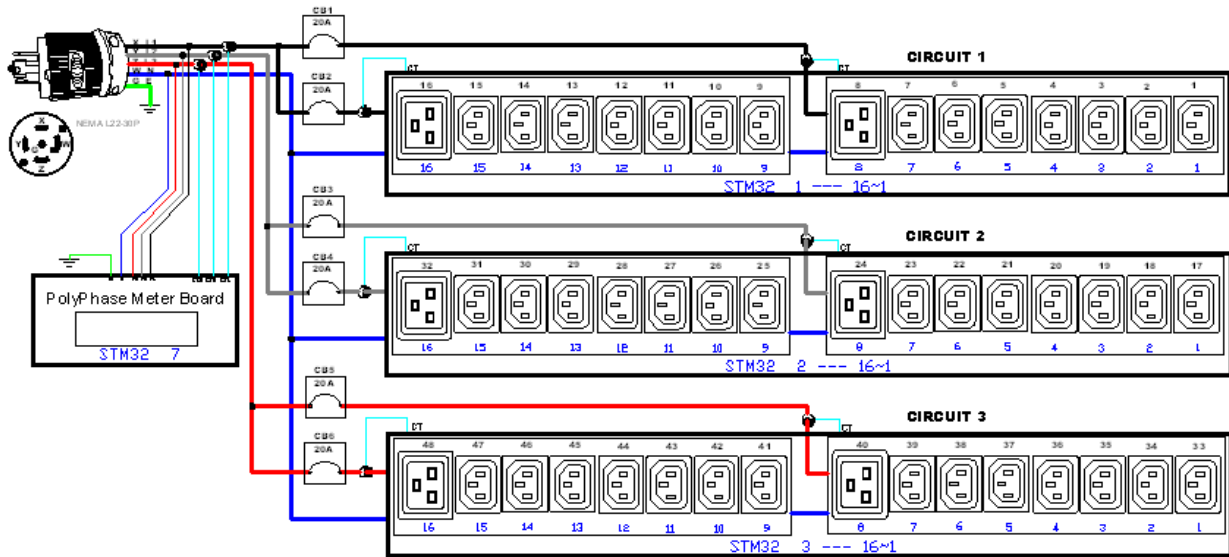 CB1
20A
X L1
W N
G E
NEMA L22-30P
X
Y
W
G
Z
CB2
20A
CT
CT
CIRCUIT 1
16 15 14 13 12 11 10 9 8 7 6 5 4 3 2 1
16 15 14 13 12 11 10 9 8 7 6 5 4 3 2 1
STM32 1 --- 16~1
CB3
20A
CB4
20A
CT
CT
CIRCUIT 2
32 31 30 29 28 27 26 25 24 23 22 21 20 19 18 17
16 15 14 13 12 11 10 9 8 7 6 5 4 3 2 1
STM32 2 --- 16~1
PolyPhase Meter Board
STM32 7
CB5
20A
CB6
20A
CT
CT
CIRCUIT 3
48 47 46 45 44 43 42 41 40 39 38 37 36 35 34 33
16 15 14 13 12 11 10 9 8 7 6 5 4 3 2 1
STM32 3 --- 16~1